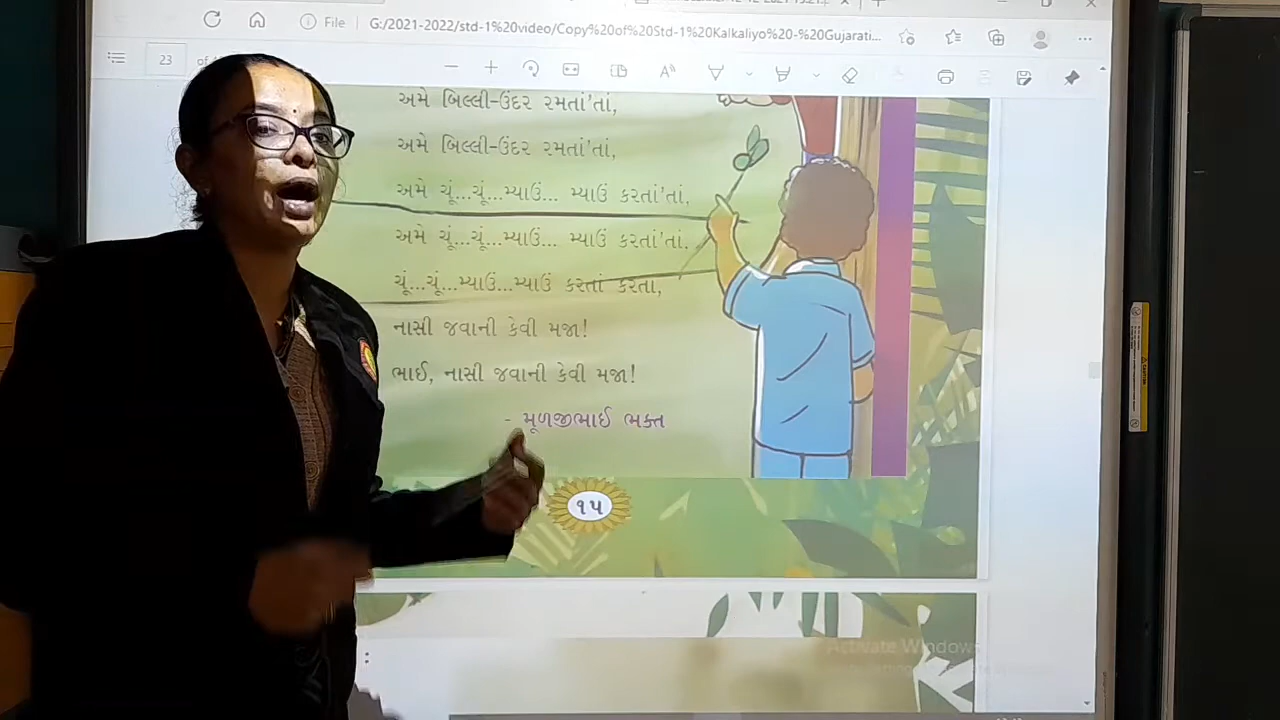 File
G:/2021-2022/std-1%20video/Copy%20of%20Std-1%20Kalkaliyo%20-%20Gujarati...
23 of
અમે બિલ્લી-ઉંદર રમતાં'તાં,
અમે બિલ્લી-ઉંદર રમતાં'તાં,
અમે ચૂં...ચૂં...મ્યાઉં... મ્યાઉં કરતાં'તાં,
અમે ચૂં...ચૂં...મ્યાઉં... મ્યાઉં કરતાં'તાં,
ચૂં...ચૂં...મ્યાઉં...મ્યાઉં કરતાં કરતા,
નાસી જવાની કેવી મજા!
ભાઈ, નાસી જવાની કેવી મજા!
- મૂળજીભાઈ ભક્ત
૧૫
Activate Windows